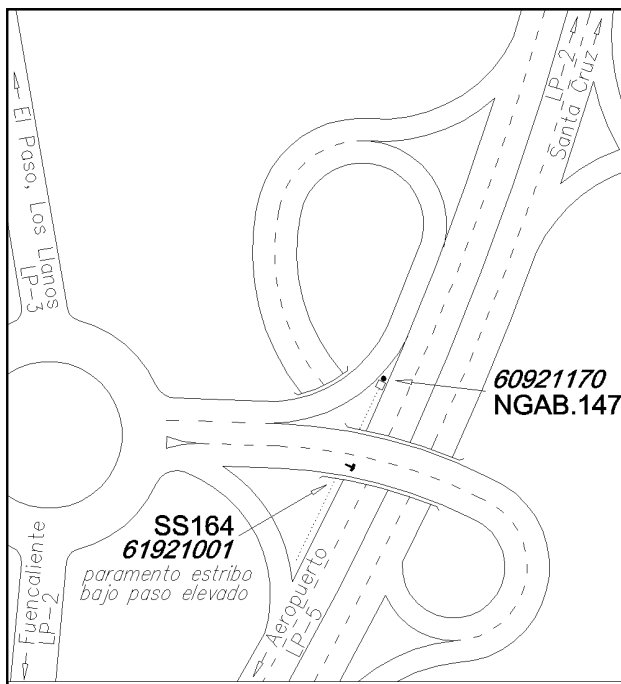 El Paso, Los Llanos
LP-3
LP-2
Santa Cruz
60921170
NGAB.147
SS164
61921001
paramento estribo
bajo paso elevado
Fuencaliente
LP-2
Aeropuerto
LP-5